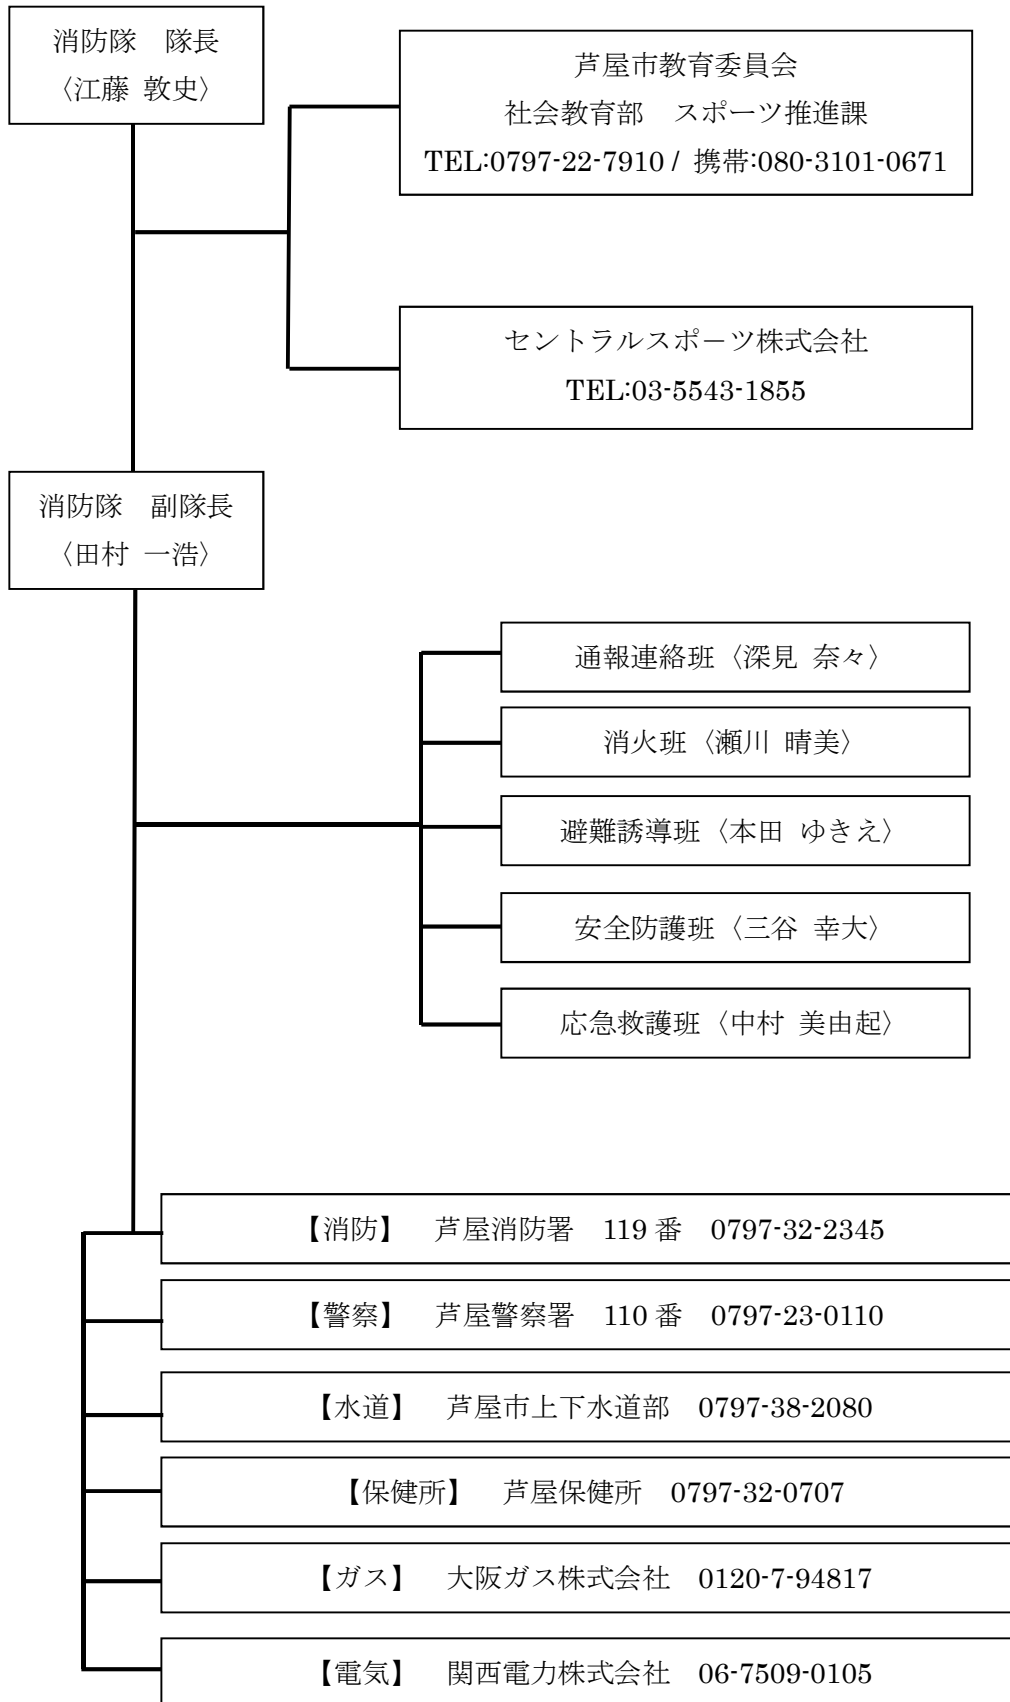 消防隊　隊長
〈江藤 敦史〉
芦屋市教育委員会
社会教育部　スポーツ推進課
TEL:0797-22-7910 / 携帯:080-3101-0671
セントラルスポーツ株式会社
TEL:03-5543-1855
消防隊　副隊長
〈田村 一浩〉
通報連絡班〈深見 奈々〉
消火班〈瀬川 晴美〉
避難誘導班〈本田 ゆきえ〉
安全防護班〈三谷 幸大〉
応急救護班〈中村 美由起〉
【消防】　芦屋消防署　119 番　0797-32-2345
【警察】　芦屋警察署　110 番　0797-23-0110
【水道】　芦屋市上下水道部　0797-38-2080
【保健所】　芦屋保健所　0797-32-0707
【ガス】　大阪ガス株式会社　0120-7-94817
【電気】　関西電力株式会社　06-7509-0105